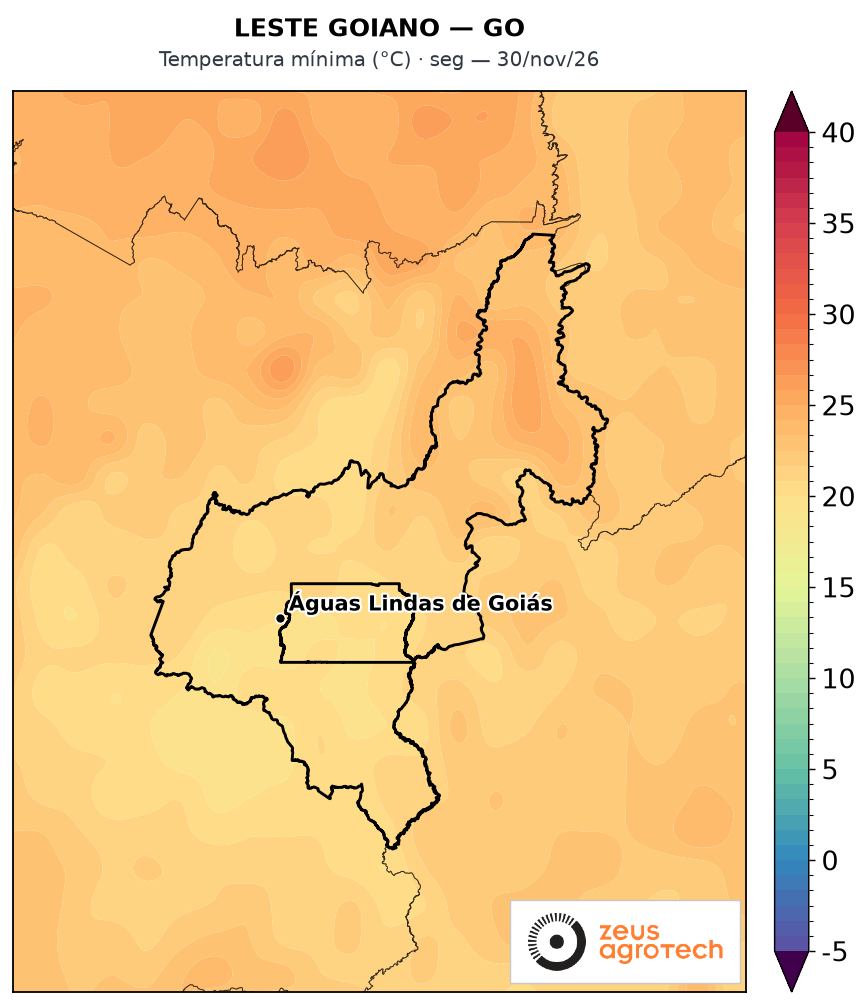 LESTE GOIANO — GO
Temperatura mínima (°C) · seg — 30/nov/26
40
35
30
25
20
15
10
5
0
-5
Águas Lindas de Goiás
zeus
agrotech